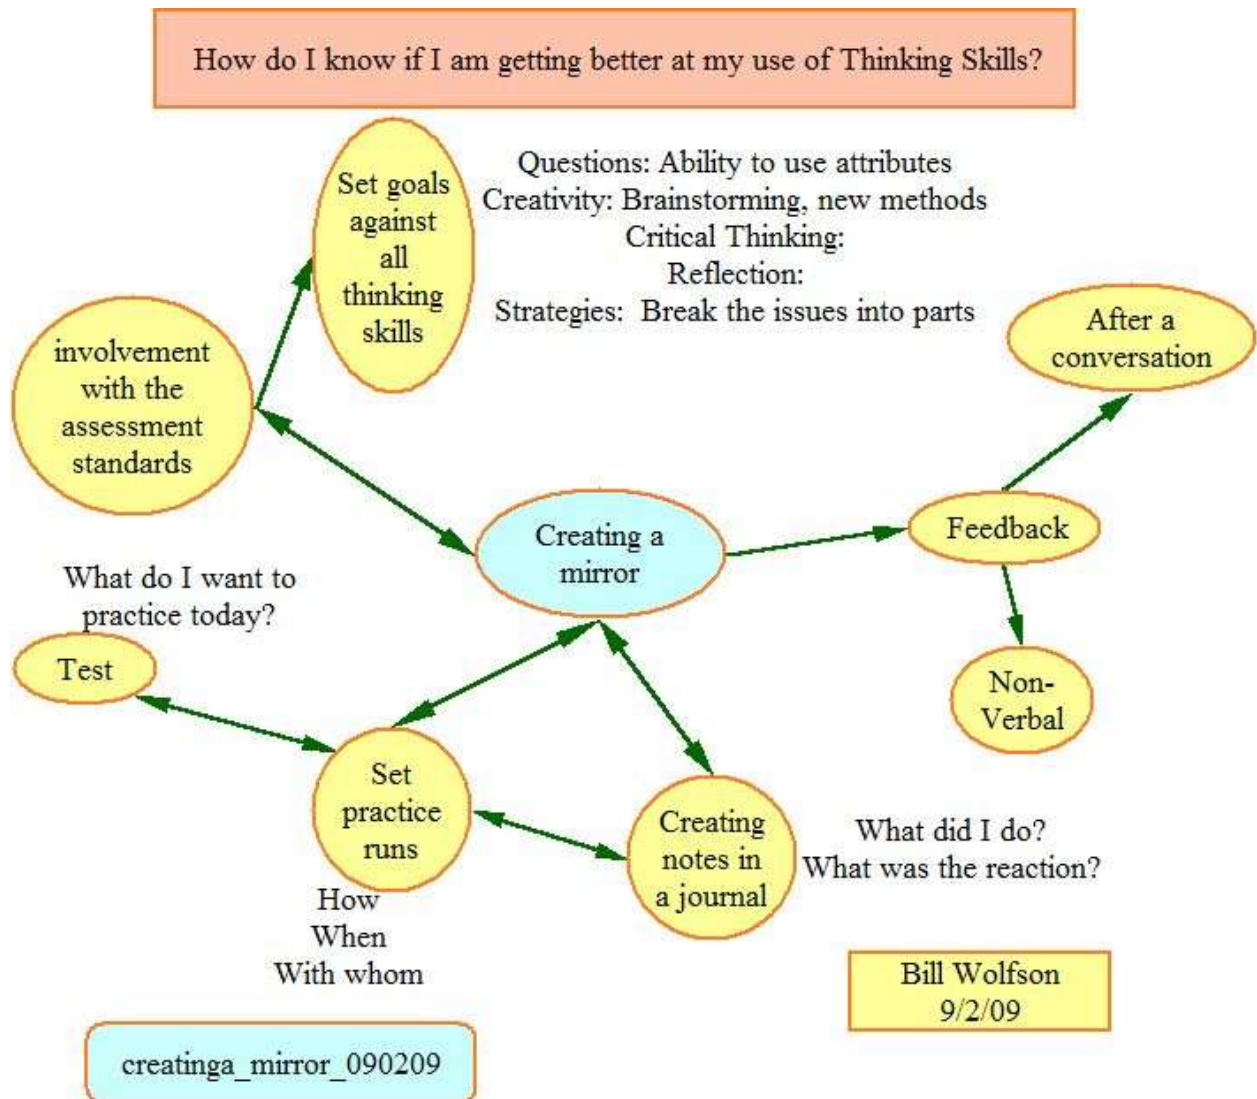 How do I know if I am getting better at my use of Thinking Skills?
Set goals
against
all
thinking
skills
Questions: Ability to use attributes
Creativity: Brainstorming, new methods
Critical Thinking:
Reflection:
Strategies:  Break the issues into parts
After a
conversation
involvement
with the
assessment
standards
Creating a
mirror
Feedback
What do I want to
practice today?
Test
Non-
Verbal
Set
practice
runs
How
When
With whom
Creating
notes in
a journal
What did I do?
What was the reaction?
Bill Wolfson
9/2/09
creatinga_mirror_090209